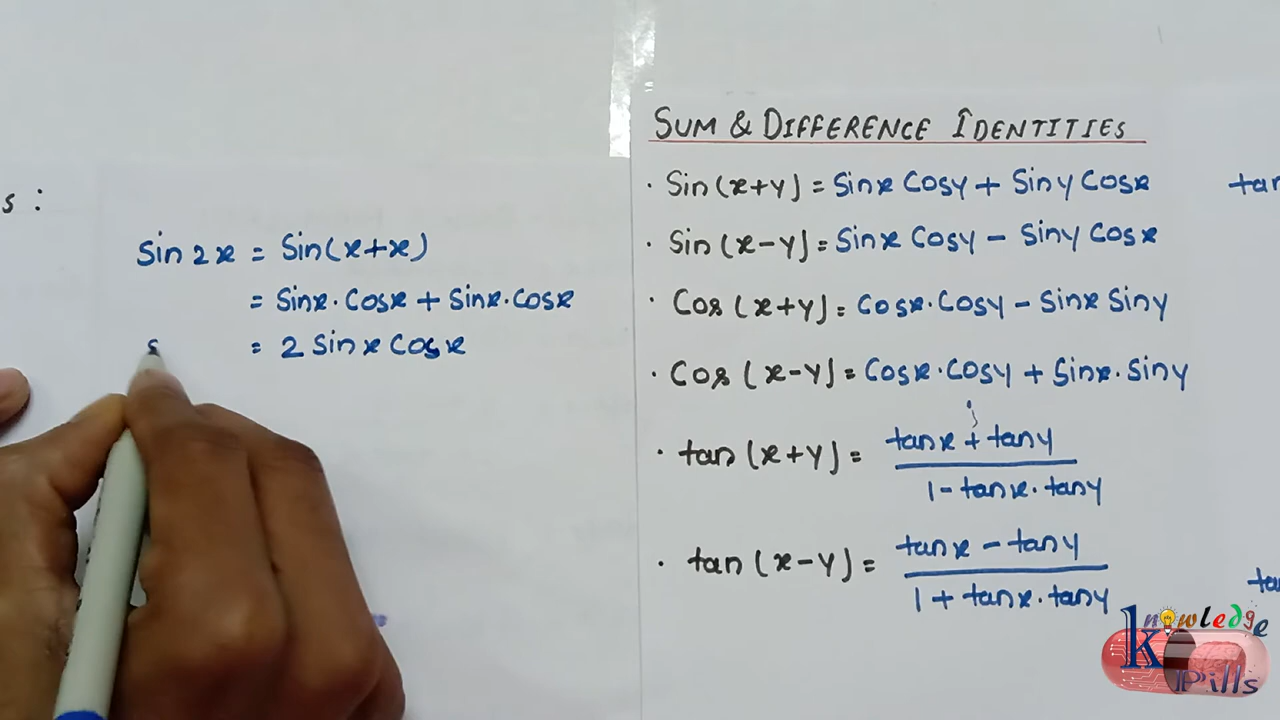 s :
Sin 2x = Sin(x+x)
= Sinx·Cosx + Sinx·Cosx
= 2 Sinx Cosx
SUM & DIFFERENCE IDENTITIES
· Sin(x+y) = Sinx Cosy + Siny Cosx
· Sin(x-y) = Sinx Cosy - Siny Cosx
· Cos(x+y) = Cosx·Cosy - Sinx Siny
· Cos(x-y) = Cosx·Cosy + Sinx·Siny
· tan(x+y) = tanx + tany
1 - tanx·tany
· tan(x-y) = tanx - tany
1 + tanx·tany
tan
knowledge
Pills